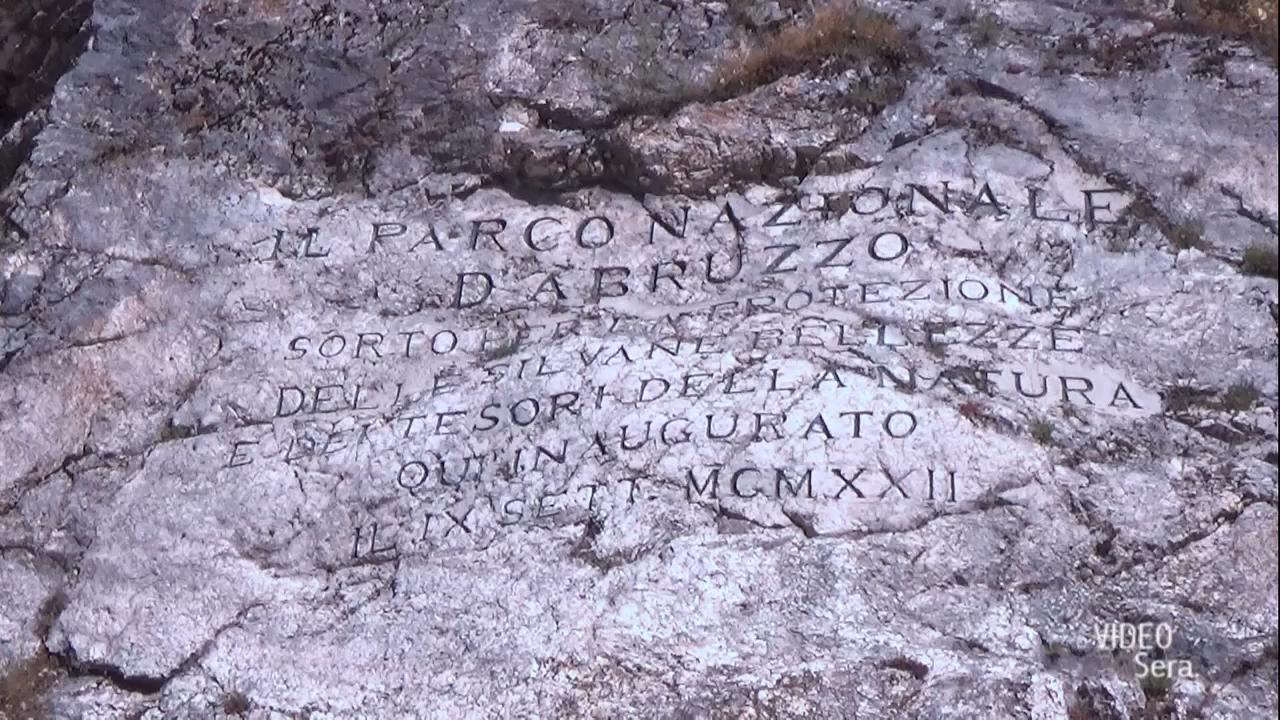 IL PARCO NAZIONALE
D'ABRUZZO
SORTO PER LA PROTEZIONE
DELLE SILVANE BELLEZZE
E DEI TESORI DELLA NATURA
QUI INAUGURATO
IL IX SETT. MCMXXII
VIDEO
Sera